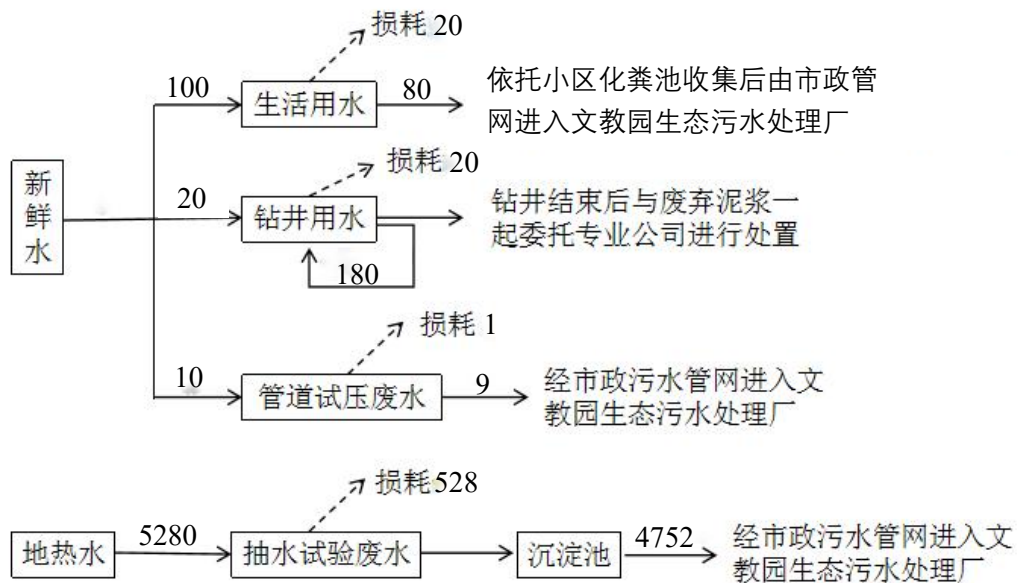 损耗 20
100
生活用水
80
依托小区化粪池收集后由市政管
网进入文教园生态污水处理厂
新鲜水
损耗 20
20
钻井用水
钻井结束后与废弃泥浆一
起委托专业公司进行处置
180
损耗 1
10
管道试压废水
9
经市政污水管网进入文
教园生态污水处理厂
损耗 528
地热水
5280
抽水试验废水
沉淀池
4752
经市政污水管网进入文
教园生态污水处理厂